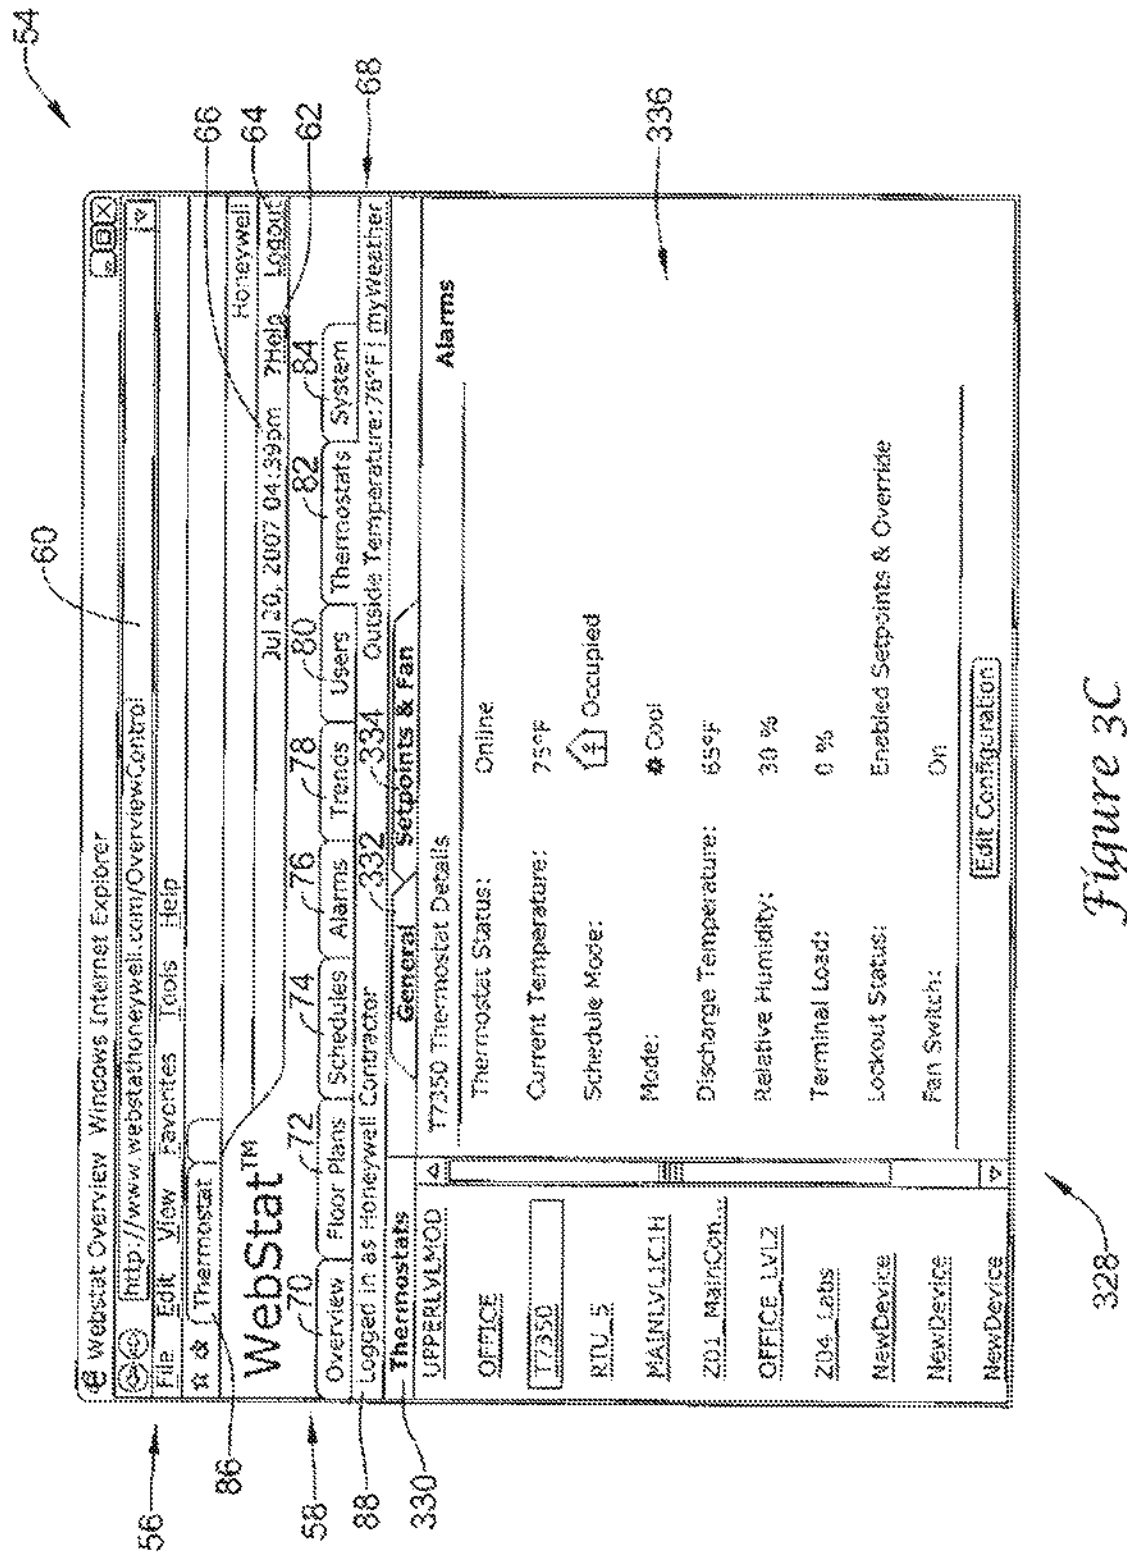 54
Webstat Overview Windows Internet Explorer
60
http://www.webstathoneywell.com/OverviewControl
56
File Edit View Favorites Tools Help
Thermostat
86
Honeywell
66
WebStat™
Jul 20, 2007 04:39pm ?Help Logout
64
62
58
70 72 74 76 78 80 82 84
Overview Floor Plans Schedules Alarms Trends Users Thermostats System
88
Logged in as Honeywell Contractor 332 334 Outside Temperature:76°F | myWeather
68
330
Thermostats General Setpoints & Fan
UPPERLVLMOD
OFFICE
T7350
RTU_5
MAINLVL1C1H
Z01_MainCon...
OFFICE_LVL2
Z04_Labs
NewDevice
NewDevice
NewDevice
T7350 Thermostat Details Alarms
Thermostat Status: Online
Current Temperature: 75°F
Schedule Mode: Occupied
Mode: Cool
Discharge Temperature: 65°F
Relative Humidity: 30 %
Terminal Load: 0 %
Lockout Status: Enabled Setpoints & Override
Fan Switch: On
Edit Configuration
336
328
Figure 3C